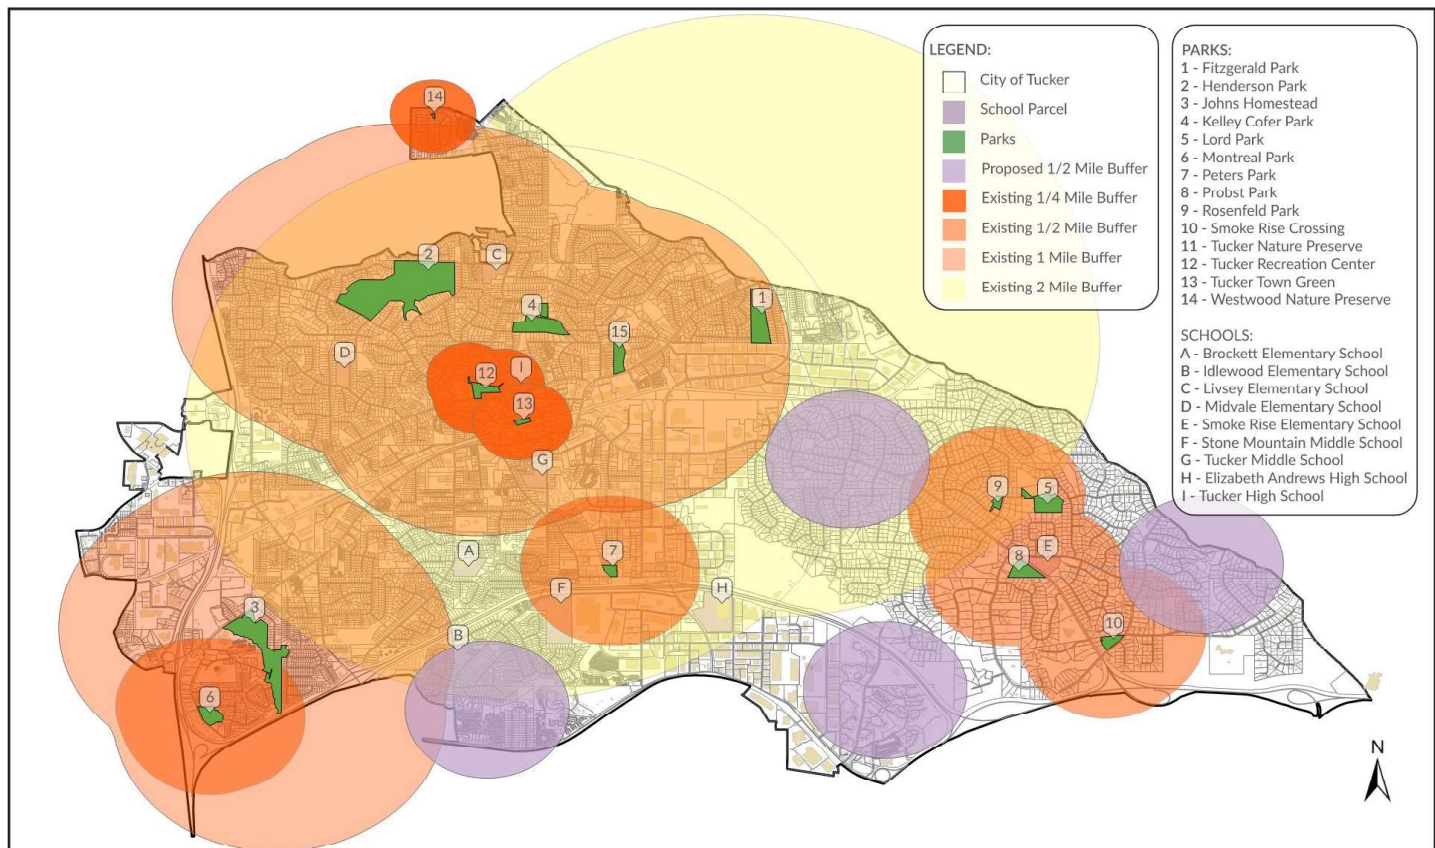 LEGEND:
City of Tucker
School Parcel
Parks
Proposed 1/2 Mile Buffer
Existing 1/4 Mile Buffer
Existing 1/2 Mile Buffer
Existing 1 Mile Buffer
Existing 2 Mile Buffer
PARKS:
1 - Fitzgerald Park
2 - Henderson Park
3 - Johns Homestead
4 - Kelley Cofer Park
5 - Lord Park
6 - Montreal Park
7 - Peters Park
8 - Probst Park
9 - Rosenfeld Park
10 - Smoke Rise Crossing
11 - Tucker Nature Preserve
12 - Tucker Recreation Center
13 - Tucker Town Green
14 - Westwood Nature Preserve
SCHOOLS:
A - Brockett Elementary School
B - Idlewood Elementary School
C - Livsey Elementary School
D - Midvale Elementary School
E - Smoke Rise Elementary School
F - Stone Mountain Middle School
G - Tucker Middle School
H - Elizabeth Andrews High School
I - Tucker High School
14
2
C
1
4
15
D
12
I
13
G
9
5
A
7
8
E
F
H
3
B
10
6
N